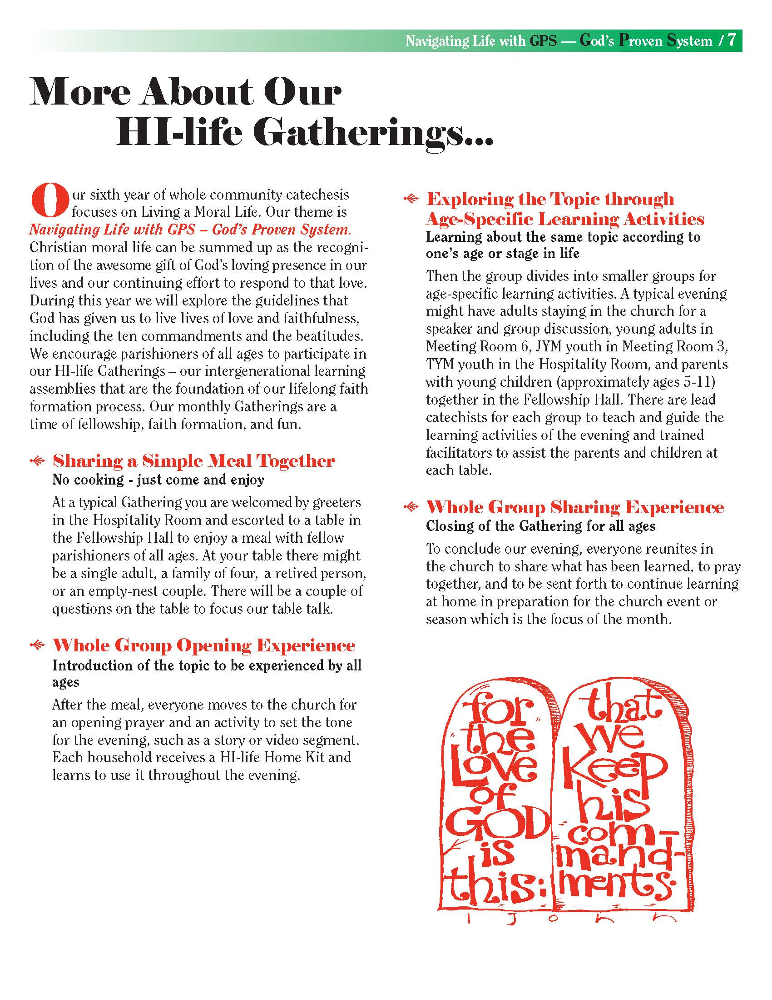 Navigating Life with GPS — God's Proven System / 7
More About Our
HI-life Gatherings...
Our sixth year of whole community catechesis
focuses on Living a Moral Life. Our theme is
Navigating Life with GPS – God's Proven System.
Christian moral life can be summed up as the recogni-
tion of the awesome gift of God's loving presence in our
lives and our continuing effort to respond to that love.
During this year we will explore the guidelines that
God has given us to live lives of love and faithfulness,
including the ten commandments and the beatitudes.
We encourage parishioners of all ages to participate in
our HI-life Gatherings – our intergenerational learning
assemblies that are the foundation of our lifelong faith
formation process. Our monthly Gatherings are a
time of fellowship, faith formation, and fun.
Sharing a Simple Meal Together
No cooking - just come and enjoy
At a typical Gathering you are welcomed by greeters
in the Hospitality Room and escorted to a table in
the Fellowship Hall to enjoy a meal with fellow
parishioners of all ages. At your table there might
be a single adult, a family of four, a retired person,
or an empty-nest couple. There will be a couple of
questions on the table to focus our table talk.
Whole Group Opening Experience
Introduction of the topic to be experienced by all
ages
After the meal, everyone moves to the church for
an opening prayer and an activity to set the tone
for the evening, such as a story or video segment.
Each household receives a HI-life Home Kit and
learns to use it throughout the evening.
Exploring the Topic through
Age-Specific Learning Activities
Learning about the same topic according to
one's age or stage in life
Then the group divides into smaller groups for
age-specific learning activities. A typical evening
might have adults staying in the church for a
speaker and group discussion, young adults in
Meeting Room 6, JYM youth in Meeting Room 3,
TYM youth in the Hospitality Room, and parents
with young children (approximately ages 5-11)
together in the Fellowship Hall. There are lead
catechists for each group to teach and guide the
learning activities of the evening and trained
facilitators to assist the parents and children at
each table.
Whole Group Sharing Experience
Closing of the Gathering for all ages
To conclude our evening, everyone reunites in
the church to share what has been learned, to pray
together, and to be sent forth to continue learning
at home in preparation for the church event or
season which is the focus of the month.
for
the
Love
of
GOD
is
this:
that
we
Keep
his
com-
mand-
ments.
I John